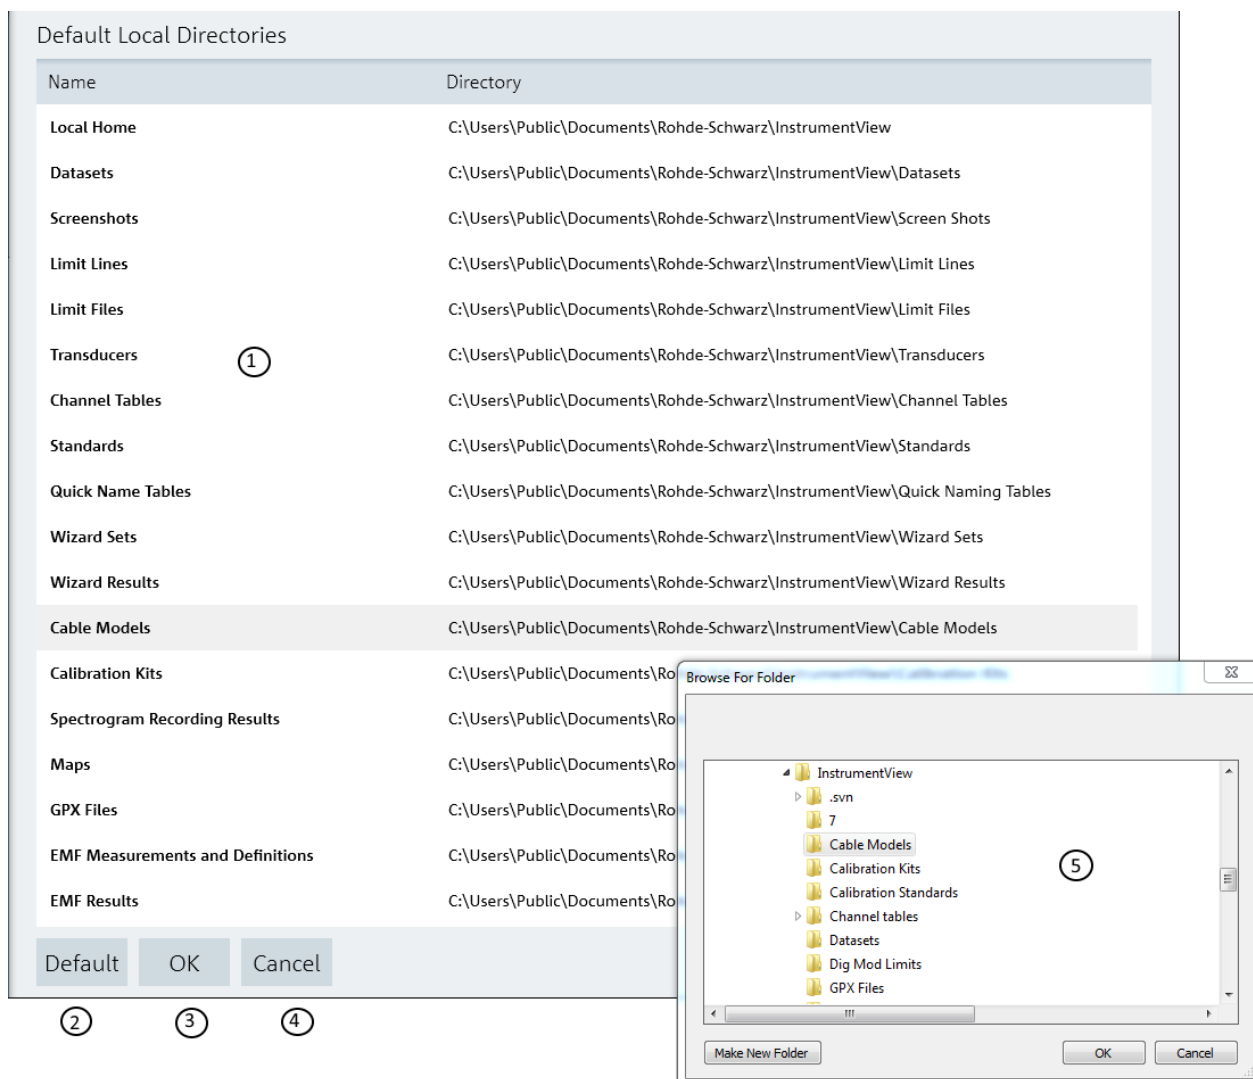 Default Local Directories
Name Directory
Local Home C:\Users\Public\Documents\Rohde-Schwarz\InstrumentView
Datasets C:\Users\Public\Documents\Rohde-Schwarz\InstrumentView\Datasets
Screenshots C:\Users\Public\Documents\Rohde-Schwarz\InstrumentView\Screen Shots
Limit Lines C:\Users\Public\Documents\Rohde-Schwarz\InstrumentView\Limit Lines
Limit Files C:\Users\Public\Documents\Rohde-Schwarz\InstrumentView\Limit Files
Transducers C:\Users\Public\Documents\Rohde-Schwarz\InstrumentView\Transducers
1
Channel Tables C:\Users\Public\Documents\Rohde-Schwarz\InstrumentView\Channel Tables
Standards C:\Users\Public\Documents\Rohde-Schwarz\InstrumentView\Standards
Quick Name Tables C:\Users\Public\Documents\Rohde-Schwarz\InstrumentView\Quick Naming Tables
Wizard Sets C:\Users\Public\Documents\Rohde-Schwarz\InstrumentView\Wizard Sets
Wizard Results C:\Users\Public\Documents\Rohde-Schwarz\InstrumentView\Wizard Results
Cable Models C:\Users\Public\Documents\Rohde-Schwarz\InstrumentView\Cable Models
Calibration Kits C:\Users\Public\Documents\Ro
Spectrogram Recording Results C:\Users\Public\Documents\Ro
Maps C:\Users\Public\Documents\Ro
GPX Files C:\Users\Public\Documents\Ro
EMF Measurements and Definitions C:\Users\Public\Documents\Ro
EMF Results C:\Users\Public\Documents\Ro
Default OK Cancel
2 3 4
Browse For Folder
InstrumentView
.svn
7
Cable Models
5
Calibration Kits
Calibration Standards
Channel tables
Datasets
Dig Mod Limits
GPX Files
Make New Folder OK Cancel